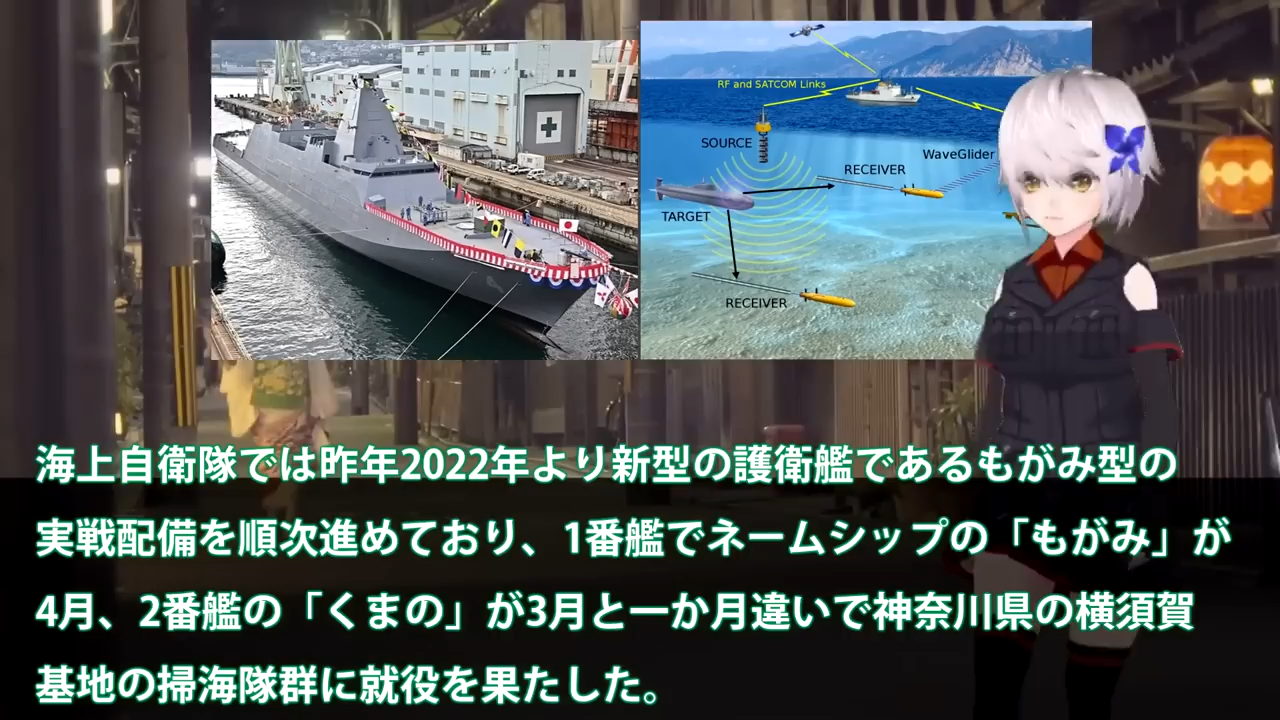 RF and SATCOM Links
SOURCE
RECEIVER
WaveGlider
TARGET
RECEIVER
海上自衛隊では昨年2022年より新型の護衛艦であるもがみ型の
実戦配備を順次進めており、1番艦でネームシップの「もがみ」が
4月、2番艦の「くまの」が3月と一か月違いで神奈川県の横須賀
基地の掃海隊群に就役を果たした。